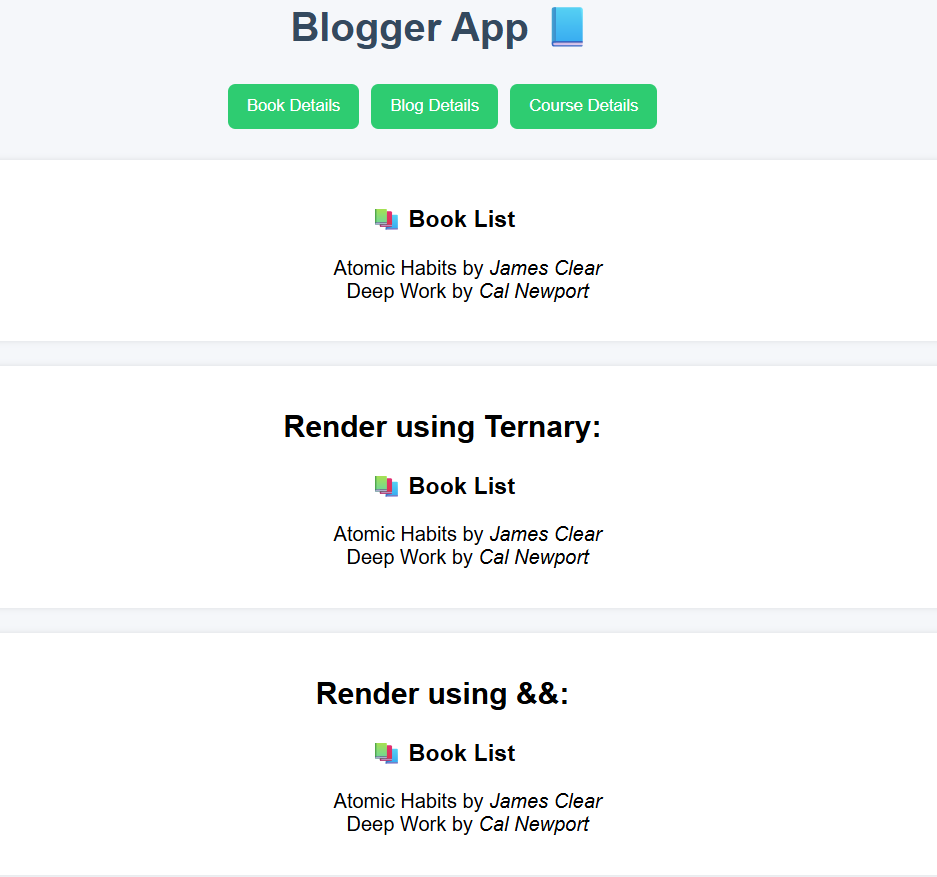 Blogger App 📘
Book Details Blog Details Course Details
📚 Book List
Atomic Habits by James Clear
Deep Work by Cal Newport
Render using Ternary:
📚 Book List
Atomic Habits by James Clear
Deep Work by Cal Newport
Render using &&:
📚 Book List
Atomic Habits by James Clear
Deep Work by Cal Newport